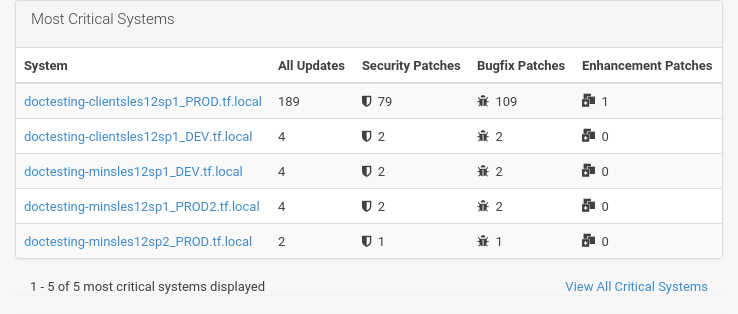 Most Critical Systems
System All Updates Security Patches Bugfix Patches Enhancement Patches
doctesting-clientsles12sp1_PROD.tf.local 189 79 109 1
doctesting-clientsles12sp1_DEV.tf.local 4 2 2 0
doctesting-minsles12sp1_DEV.tf.local 4 2 2 0
doctesting-minsles12sp1_PROD2.tf.local 4 2 2 0
doctesting-minsles12sp2_PROD.tf.local 2 1 1 0
1 - 5 of 5 most critical systems displayed View All Critical Systems